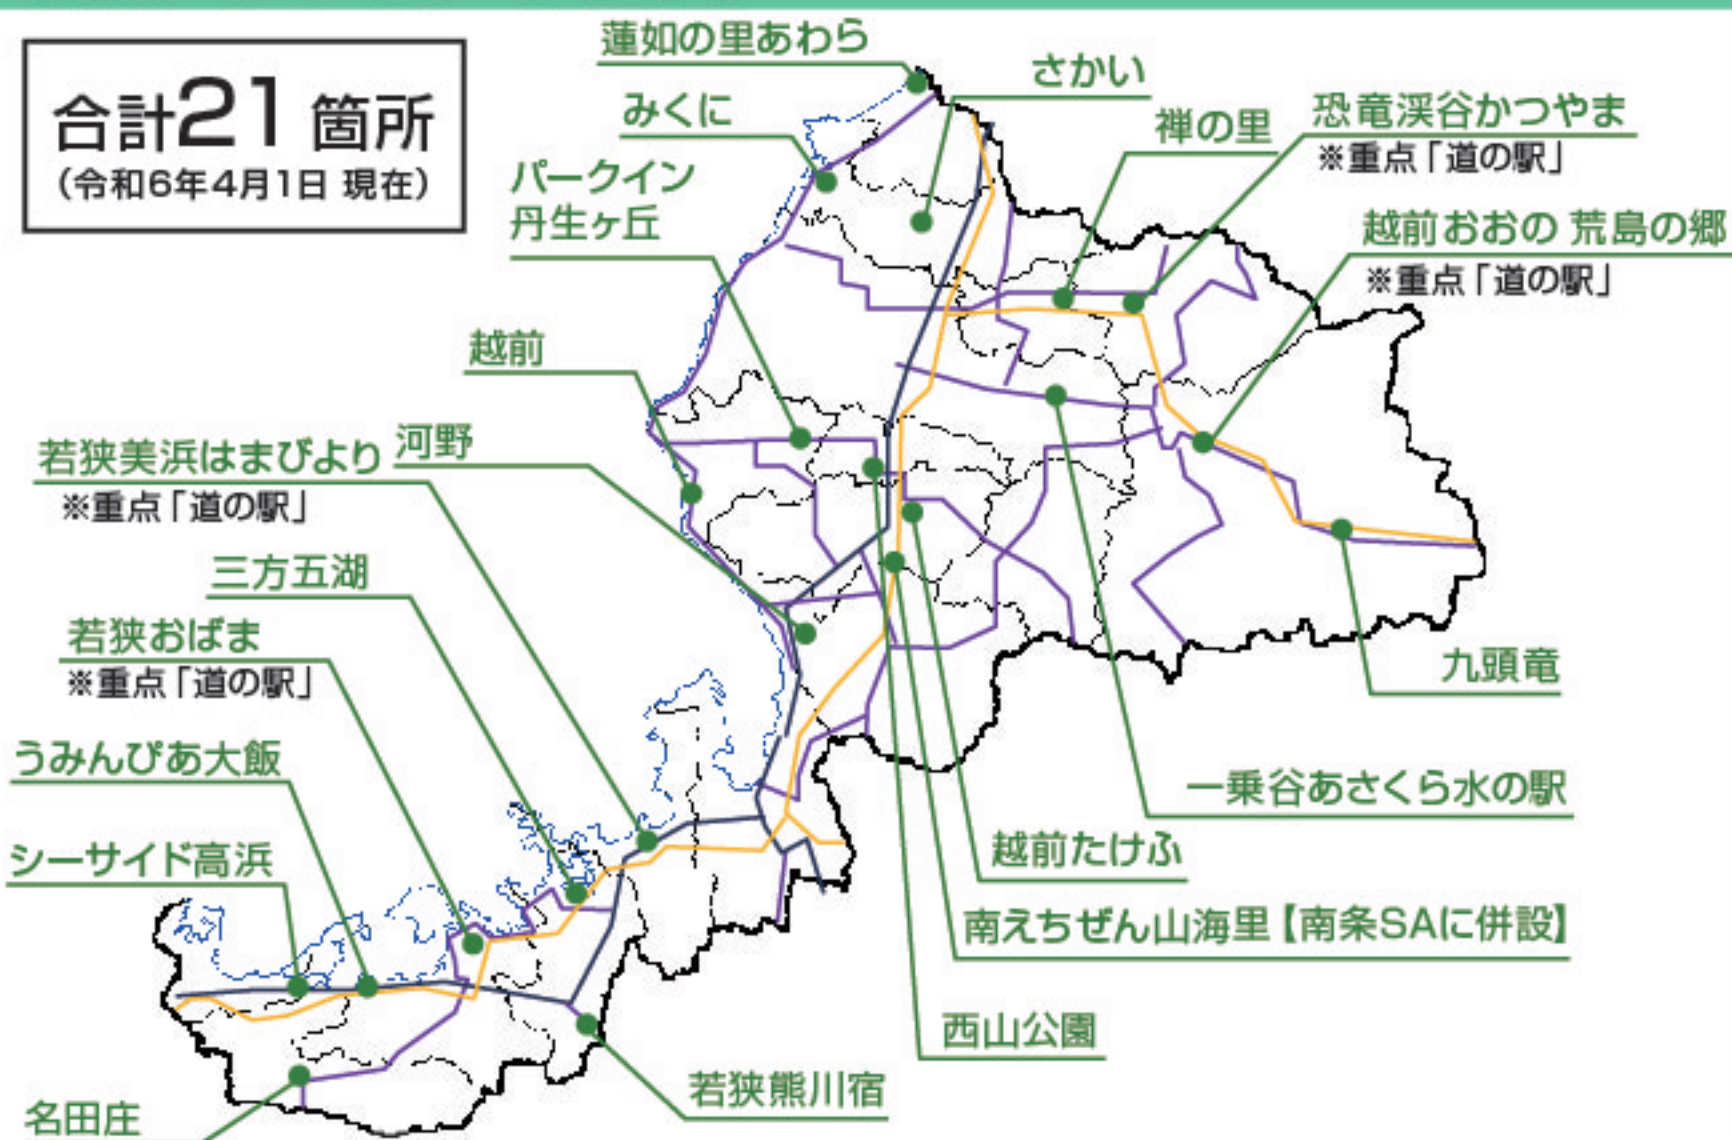 合計21箇所
（令和6年4月1日 現在）
蓮如の里あわら
さかい
みくに
禅の里
恐竜渓谷かつやま
※重点「道の駅」
パークイン
丹生ヶ丘
越前おおの 荒島の郷
※重点「道の駅」
越前
河野
若狭美浜はまびより
※重点「道の駅」
三方五湖
若狭おばま
※重点「道の駅」
九頭竜
うみんぴあ大飯
一乗谷あさくら水の駅
越前たけふ
シーサイド高浜
南えちぜん山海里【南条SAに併設】
西山公園
若狭熊川宿
名田庄